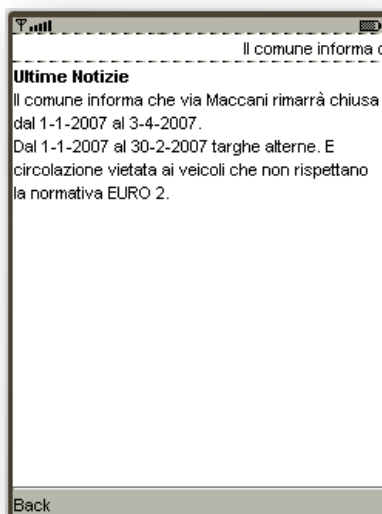 Il comune informa
Ultime Notizie
Il comune informa che via Maccani rimarrà chiusa
dal 1-1-2007 al 3-4-2007.
Dal 1-1-2007 al 30-2-2007 targhe alterne. E
circolazione vietata ai veicoli che non rispettano
la normativa EURO 2.
Back